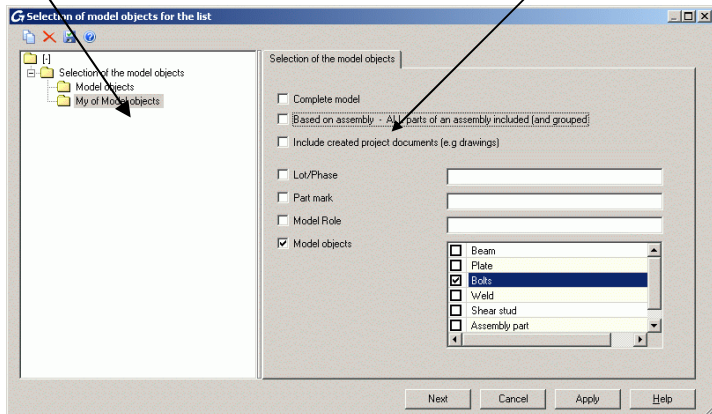 Selection of model objects for the list
[-]
Selection of the model objects
Model objects
My of Model objects
Selection of the model objects
Complete model
Based on assembly - ALL parts of an assembly included (and grouped)
Include created project documents (e.g drawings)
Lot/Phase
Part mark
Model Role
Model objects
Beam
Plate
Bolts
Weld
Shear stud
Assembly part
Next Cancel Apply Help